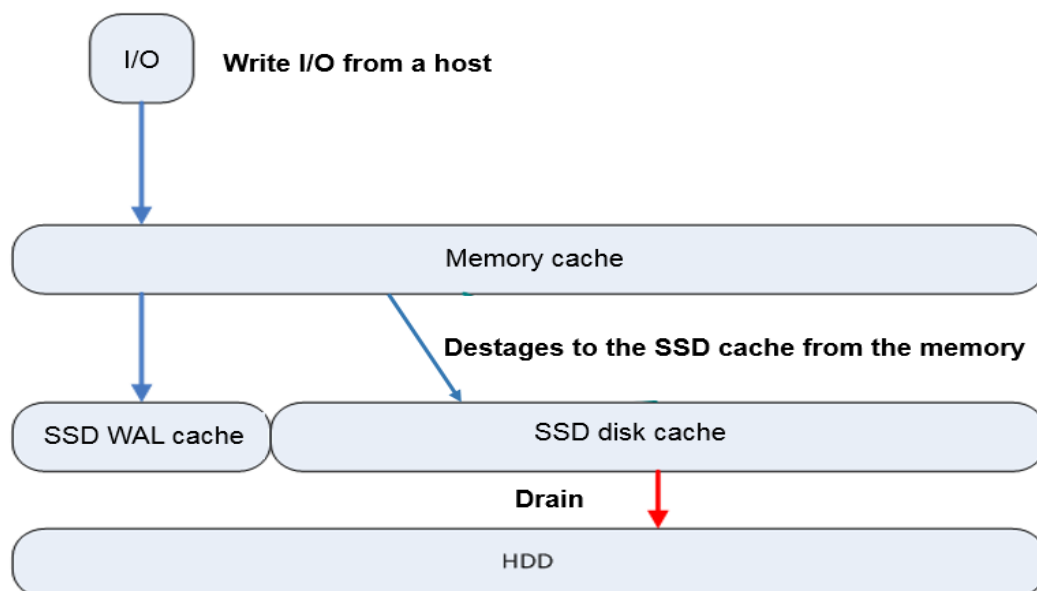 I/O
Write I/O from a host
Memory cache
Destages to the SSD cache from the memory
SSD WAL cache
SSD disk cache
Drain
HDD